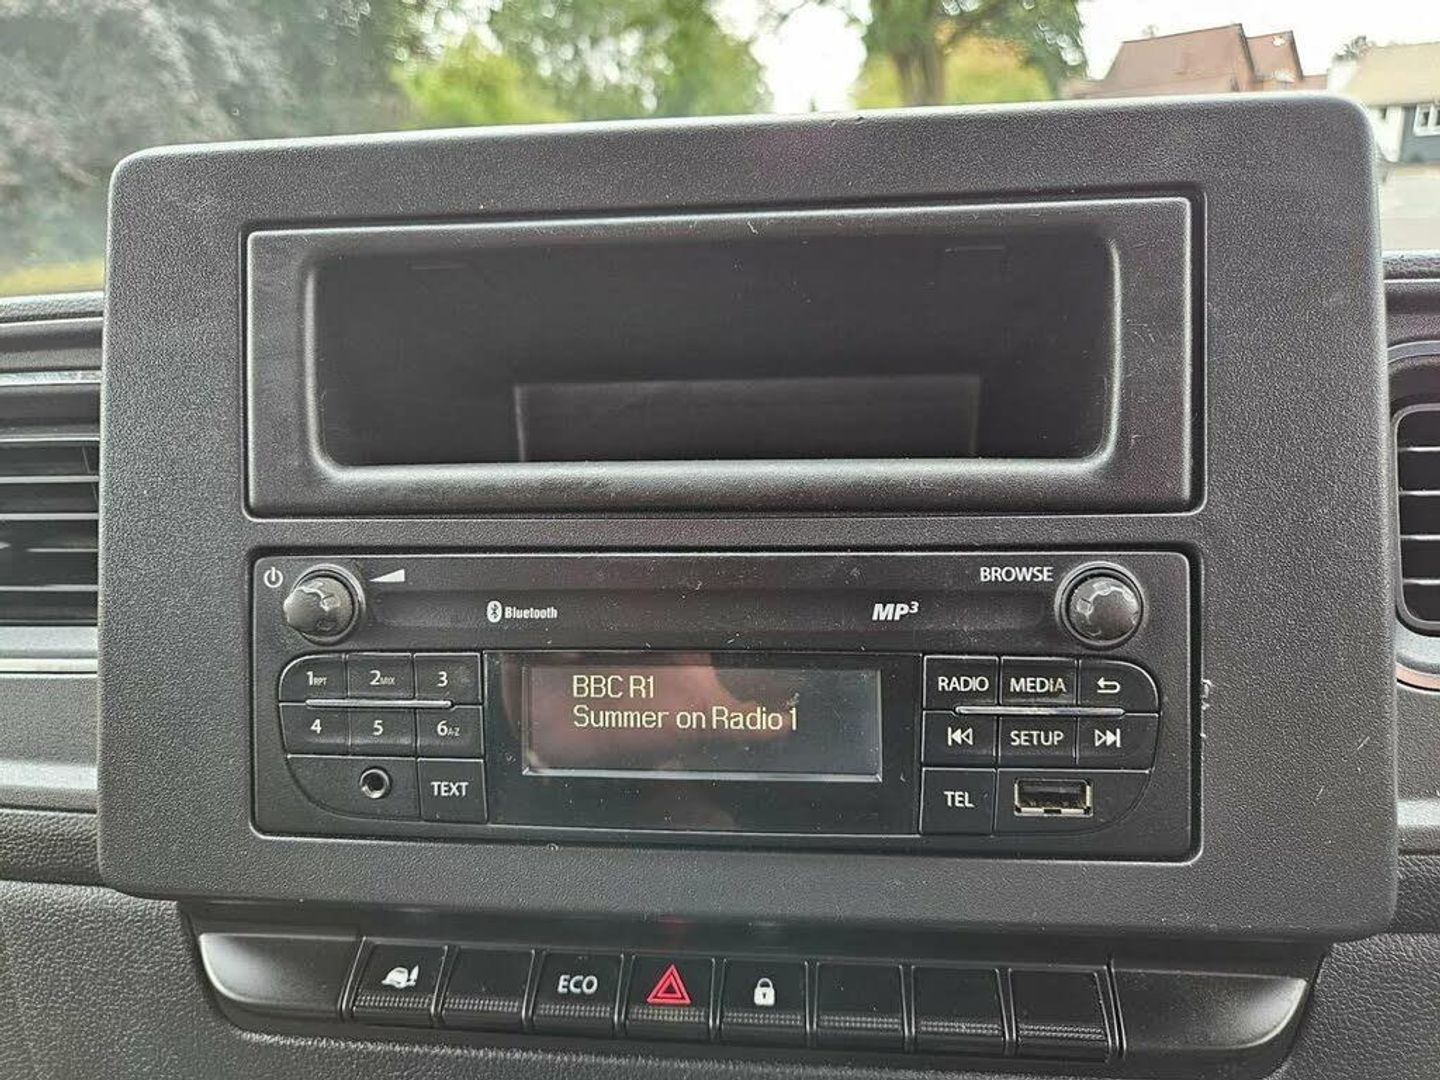 BROWSE
Bluetooth
MP3
1RPT
2MIX
3
BBC R1
Summer on Radio 1
RADIO
MEDIA
4
5
6A-Z
SETUP
TEXT
TEL
ECO